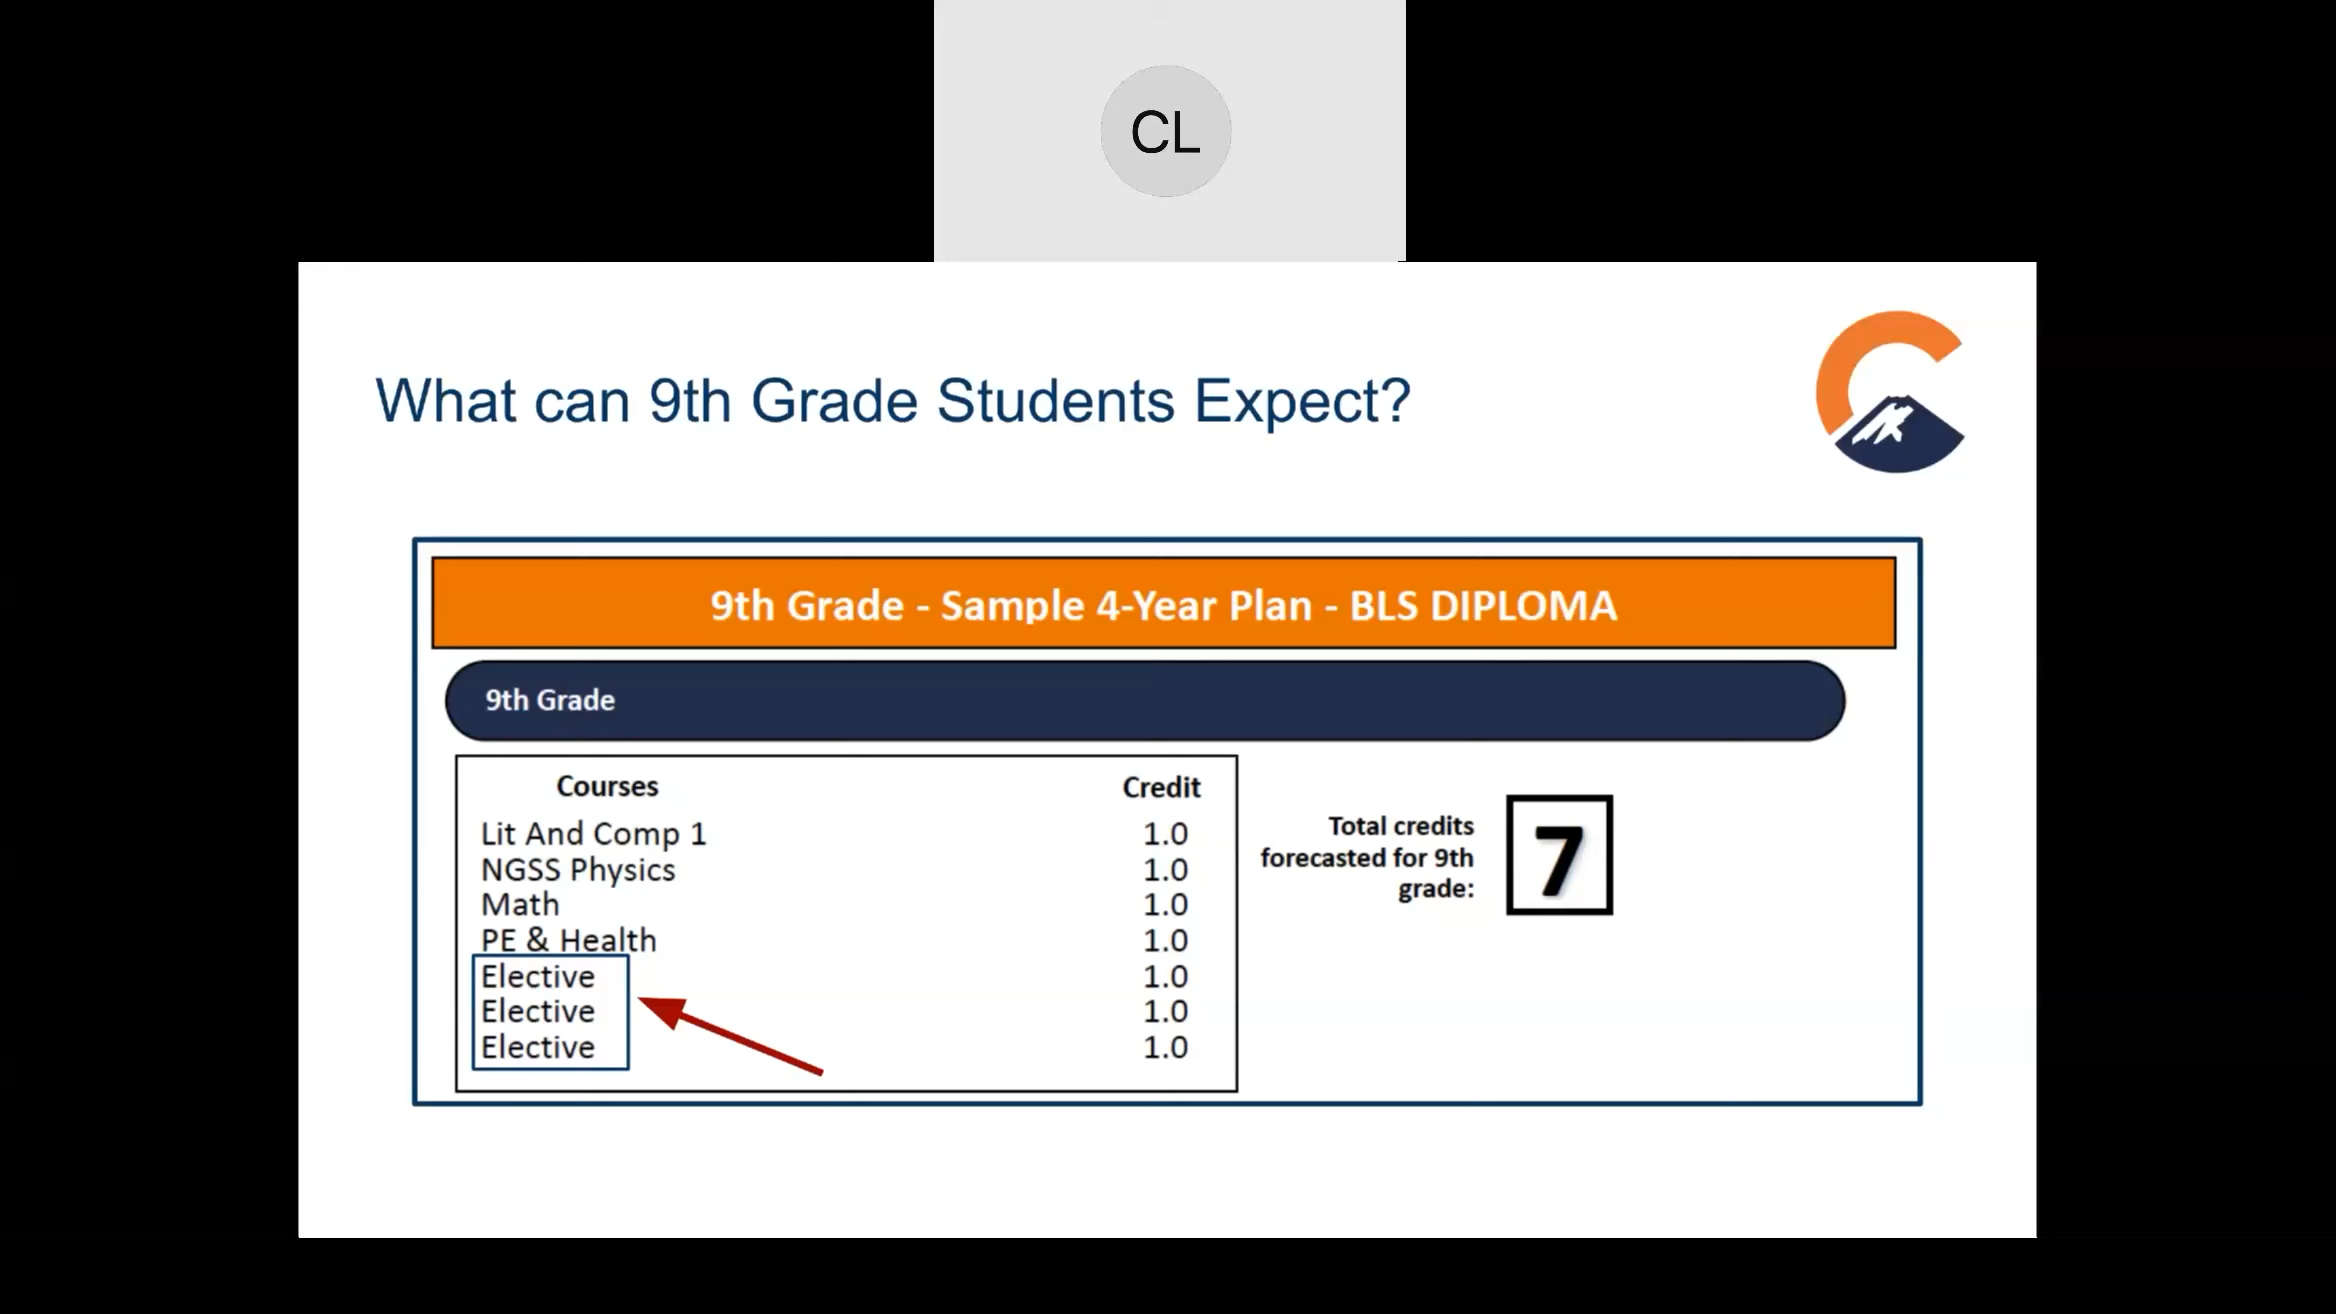 CL
What can 9th Grade Students Expect?
9th Grade - Sample 4-Year Plan - BLS DIPLOMA
9th Grade
Courses Credit
Lit And Comp 1 1.0
NGSS Physics 1.0
Math 1.0
PE & Health 1.0
Elective 1.0
Elective 1.0
Elective 1.0
Total credits
forecasted for 9th
grade:
7